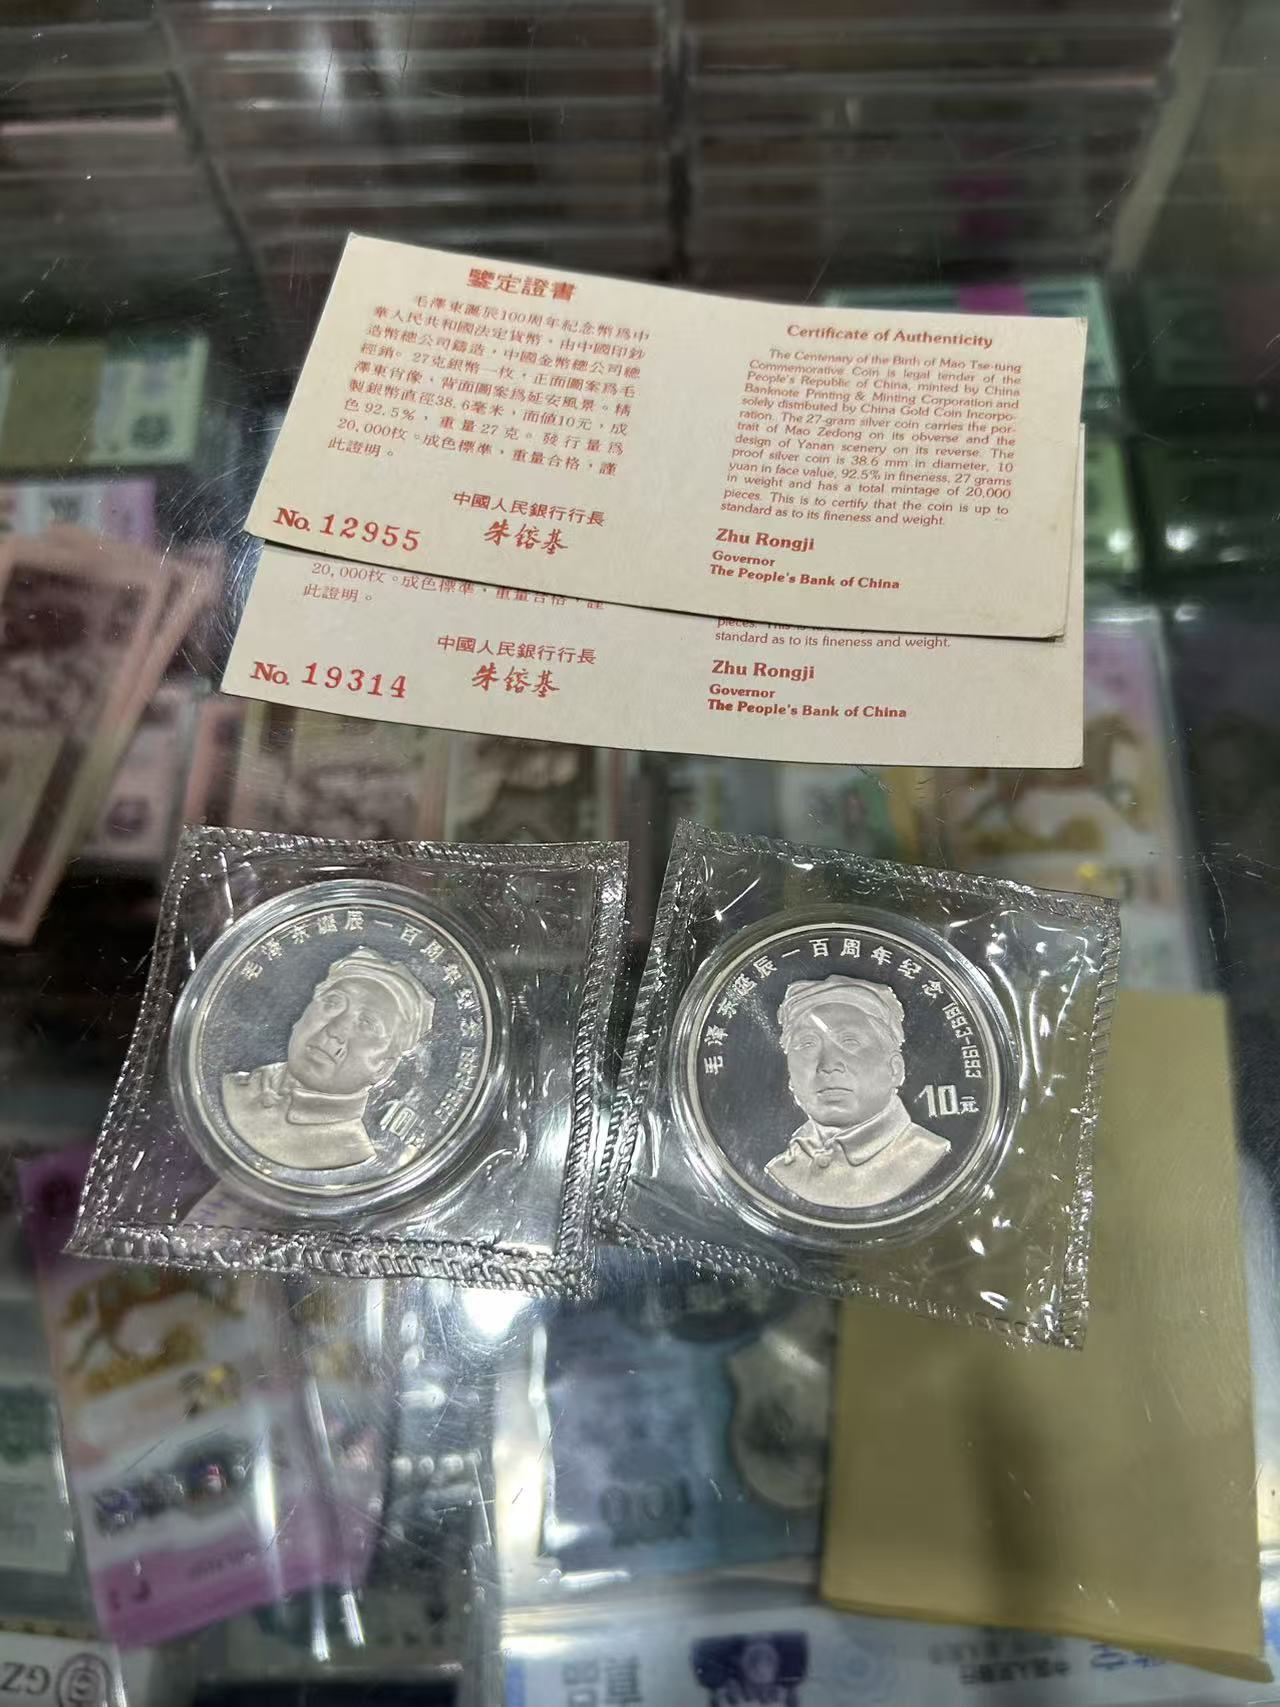 鑒定證書
毛澤東誕辰100周年紀念幣爲中
華人民共和國法定貨幣，由中國印鈔
造幣總公司鑄造，中國金幣總公司總
經銷。27克銀幣一枚，正面圖案爲毛
澤東肖像，背面圖案爲延安風景。精
製銀幣直徑38.6毫米，面值10元，成
色92.5%，重量27克。發行量爲
20,000枚。成色標準，重量合格，謹
此證明。
中國人民銀行行長
朱镕基
No. 12955
Certificate of Authenticity
The Centenary of the Birth of Mao Tse-tung
Commemorative Coin is legal tender of the
People's Republic of China, minted by China
Banknote Printing & Minting Corporation and
solely distributed by China Gold Coin Incorpo-
ration. The 27-gram silver coin carries the por-
trait of Mao Zedong on its obverse and the
design of Yanan scenery on its reverse. The
proof silver coin is 38.6 mm in diameter, 10
yuan in face value, 92.5% in fineness, 27 grams
in weight and has a total mintage of 20,000
pieces. This is to certify that the coin is up to
standard as to its fineness and weight.
Zhu Rongji
Governor
The People's Bank of China
20,000枚。成色標準，重量合格，謹
此證明。
中國人民銀行行長
朱镕基
No. 19314
pieces. This is
standard as to its fineness and weight.
Zhu Rongji
Governor
The People's Bank of China
毛泽东诞辰一百周年纪念 1893-1993
10元
毛泽东诞辰一百周年纪念 1893-1993
10元
100
GZ